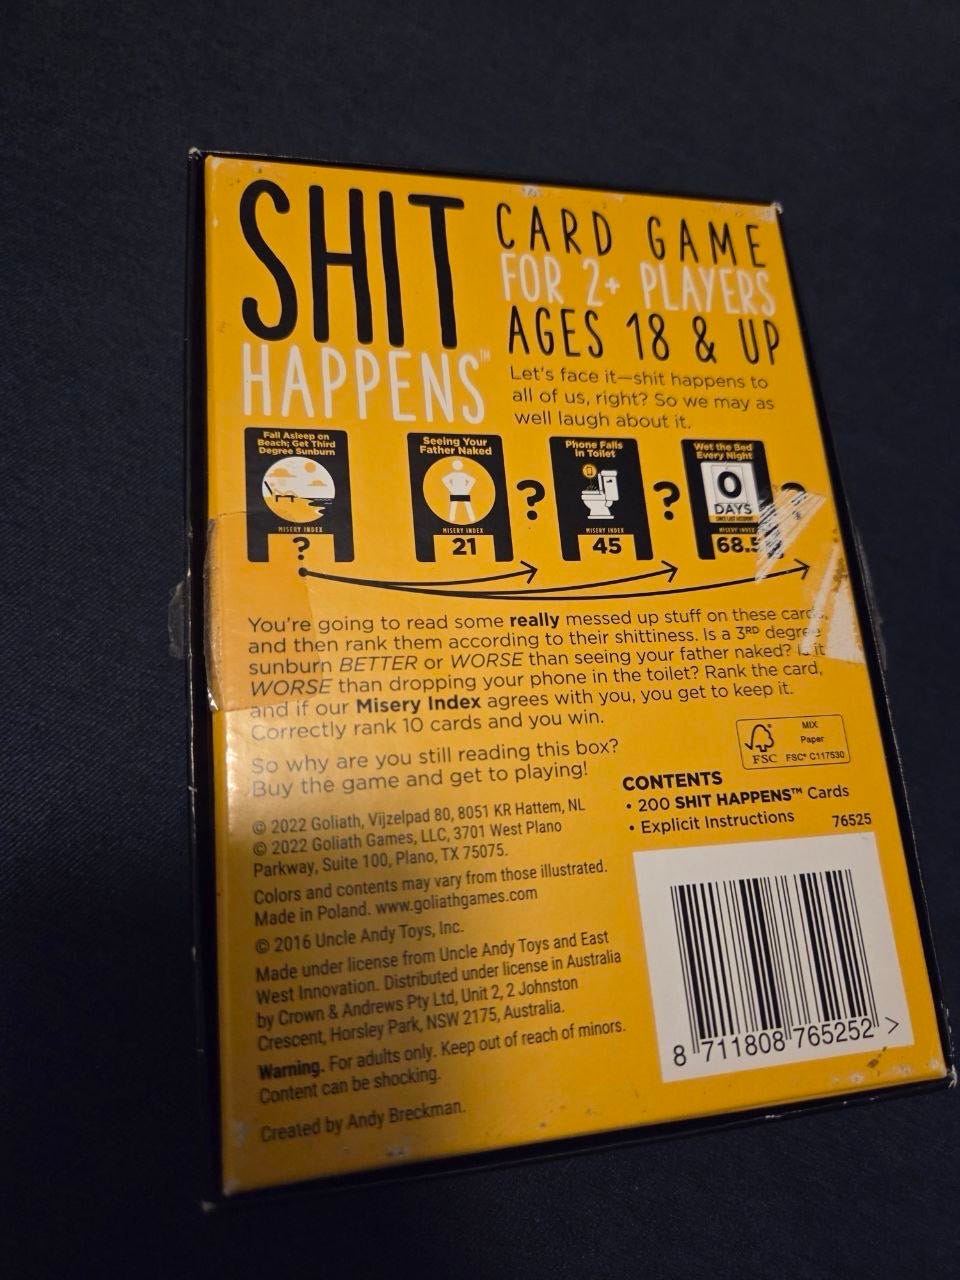 SHIT
HAPPENS™
CARD GAME
FOR 2+ PLAYERS
AGES 18 & UP
Let's face it—shit happens to
all of us, right? So we may as
well laugh about it.
Fall Asleep on
Beach; Get Third
Degree Sunburn
MISERY INDEX
?
Seeing Your
Father Naked
MISERY INDEX
21
?
Phone Falls
In Toilet
MISERY INDEX
45
?
Wet the Bed
Every Night
0
DAYS
SINCE LAST ACCIDENT
MISERY INDEX
68.5
?
You're going to read some really messed up stuff on these cards,
and then rank them according to their shittiness. Is a 3RD degree
sunburn BETTER or WORSE than seeing your father naked? Is it
WORSE than dropping your phone in the toilet? Rank the card,
and if our Misery Index agrees with you, you get to keep it.
Correctly rank 10 cards and you win.
So why are you still reading this box?
Buy the game and get to playing!
FSC
MIX
Paper
FSC® C117530
CONTENTS
• 200 SHIT HAPPENS™ Cards
• Explicit Instructions
76525
© 2022 Goliath, Vijzelpad 80, 8051 KR Hattem, NL
© 2022 Goliath Games, LLC, 3701 West Plano
Parkway, Suite 100, Plano, TX 75075.
Colors and contents may vary from those illustrated.
Made in Poland. www.goliathgames.com
© 2016 Uncle Andy Toys, Inc.
Made under license from Uncle Andy Toys and East
West Innovation. Distributed under license in Australia
by Crown & Andrews Pty Ltd, Unit 2, 2 Johnston
Crescent, Horsley Park, NSW 2175, Australia.
Warning. For adults only. Keep out of reach of minors.
Content can be shocking.
Created by Andy Breckman.
8 711808 765252 >